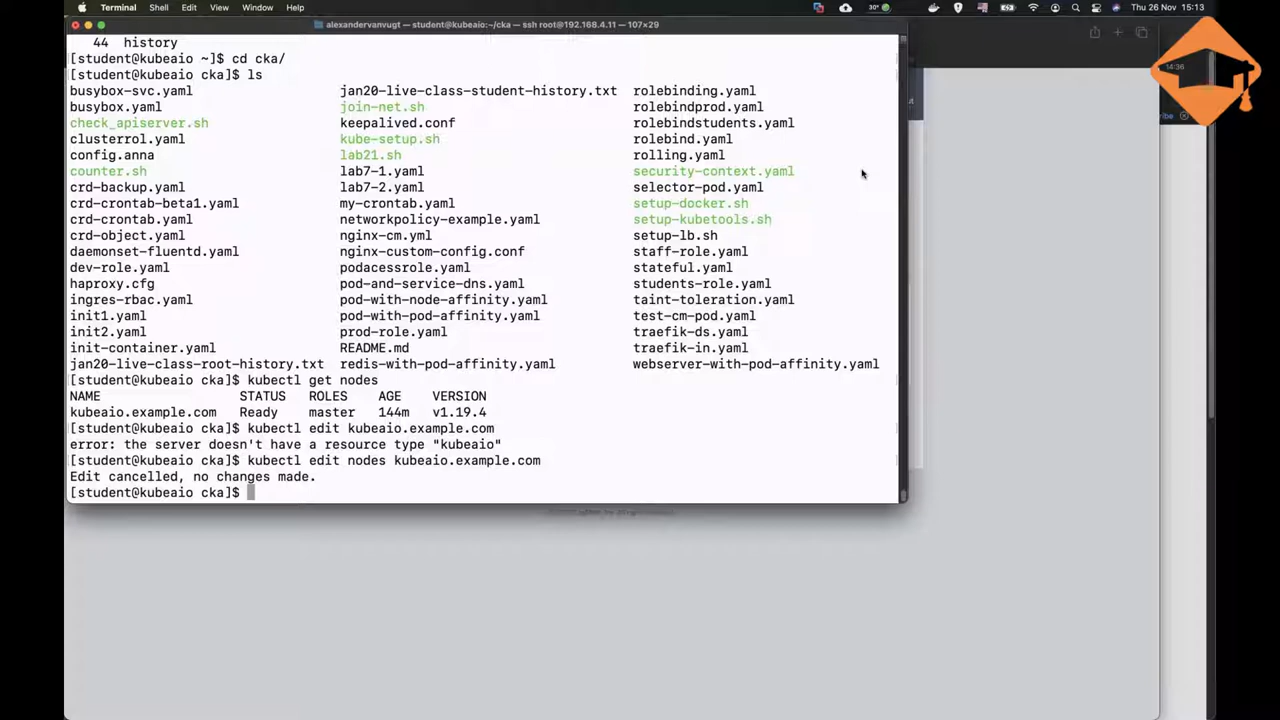 Terminal Shell Edit View Window Help 30° Thu 26 Nov 15:13
alexandervanvugt — student@kubeaio:~/cka — ssh root@192.168.4.11 — 107×29
14:36
44 history
[student@kubeaio ~]$ cd cka/
[student@kubeaio cka]$ ls
busybox-svc.yaml jan20-live-class-student-history.txt rolebinding.yaml
busybox.yaml join-net.sh rolebindprod.yaml
check_apiserver.sh keepalived.conf rolebindstudents.yaml
clusterrol.yaml kube-setup.sh rolebind.yaml
config.anna lab21.sh rolling.yaml
counter.sh lab7-1.yaml security-context.yaml
crd-backup.yaml lab7-2.yaml selector-pod.yaml
crd-crontab-beta1.yaml my-crontab.yaml setup-docker.sh
crd-crontab.yaml networkpolicy-example.yaml setup-kubetools.sh
crd-object.yaml nginx-cm.yml setup-lb.sh
daemonset-fluentd.yaml nginx-custom-config.conf staff-role.yaml
dev-role.yaml podacessrole.yaml stateful.yaml
haproxy.cfg pod-and-service-dns.yaml students-role.yaml
ingres-rbac.yaml pod-with-node-affinity.yaml taint-toleration.yaml
init1.yaml pod-with-pod-affinity.yaml test-cm-pod.yaml
init2.yaml prod-role.yaml traefik-ds.yaml
init-container.yaml README.md traefik-in.yaml
jan20-live-class-root-history.txt redis-with-pod-affinity.yaml webserver-with-pod-affinity.yaml
[student@kubeaio cka]$ kubectl get nodes
NAME STATUS ROLES AGE VERSION
kubeaio.example.com Ready master 144m v1.19.4
[student@kubeaio cka]$ kubectl edit kubeaio.example.com
error: the server doesn't have a resource type "kubeaio"
[student@kubeaio cka]$ kubectl edit nodes kubeaio.example.com
Edit cancelled, no changes made.
[student@kubeaio cka]$